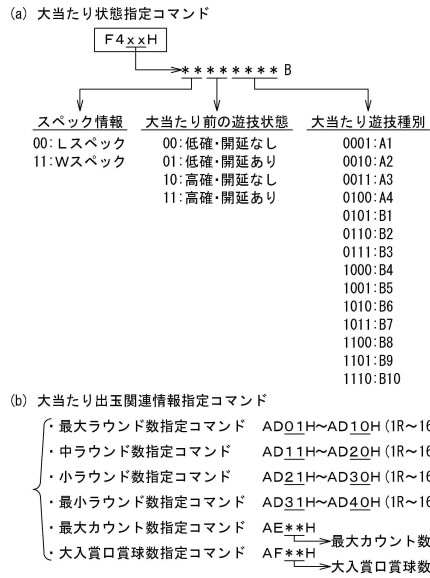 (a) 大当たり状態指定コマンド
F4xxH
********B
スペック情報 大当たり前の遊技状態 大当たり遊技種別
00:Lスペック 00:低確・開延なし 0001:A1
11:Wスペック 01:低確・開延あり 0010:A2
10:高確・開延なし 0011:A3
11:高確・開延あり 0100:A4
0101:B1
0110:B2
0111:B3
1000:B4
1001:B5
1010:B6
1011:B7
1100:B8
1101:B9
1110:B10
(b) 大当たり出玉関連情報指定コマンド
・最大ラウンド数指定コマンド AD01H~AD10H(1R~16
・中ラウンド数指定コマンド AD11H~AD20H(1R~16
・小ラウンド数指定コマンド AD21H~AD30H(1R~16
・最小ラウンド数指定コマンド AD31H~AD40H(1R~16
・最大カウント数指定コマンド AE**H
最大カウント数
・大入賞口賞球数指定コマンド AF**H
大入賞口賞球数